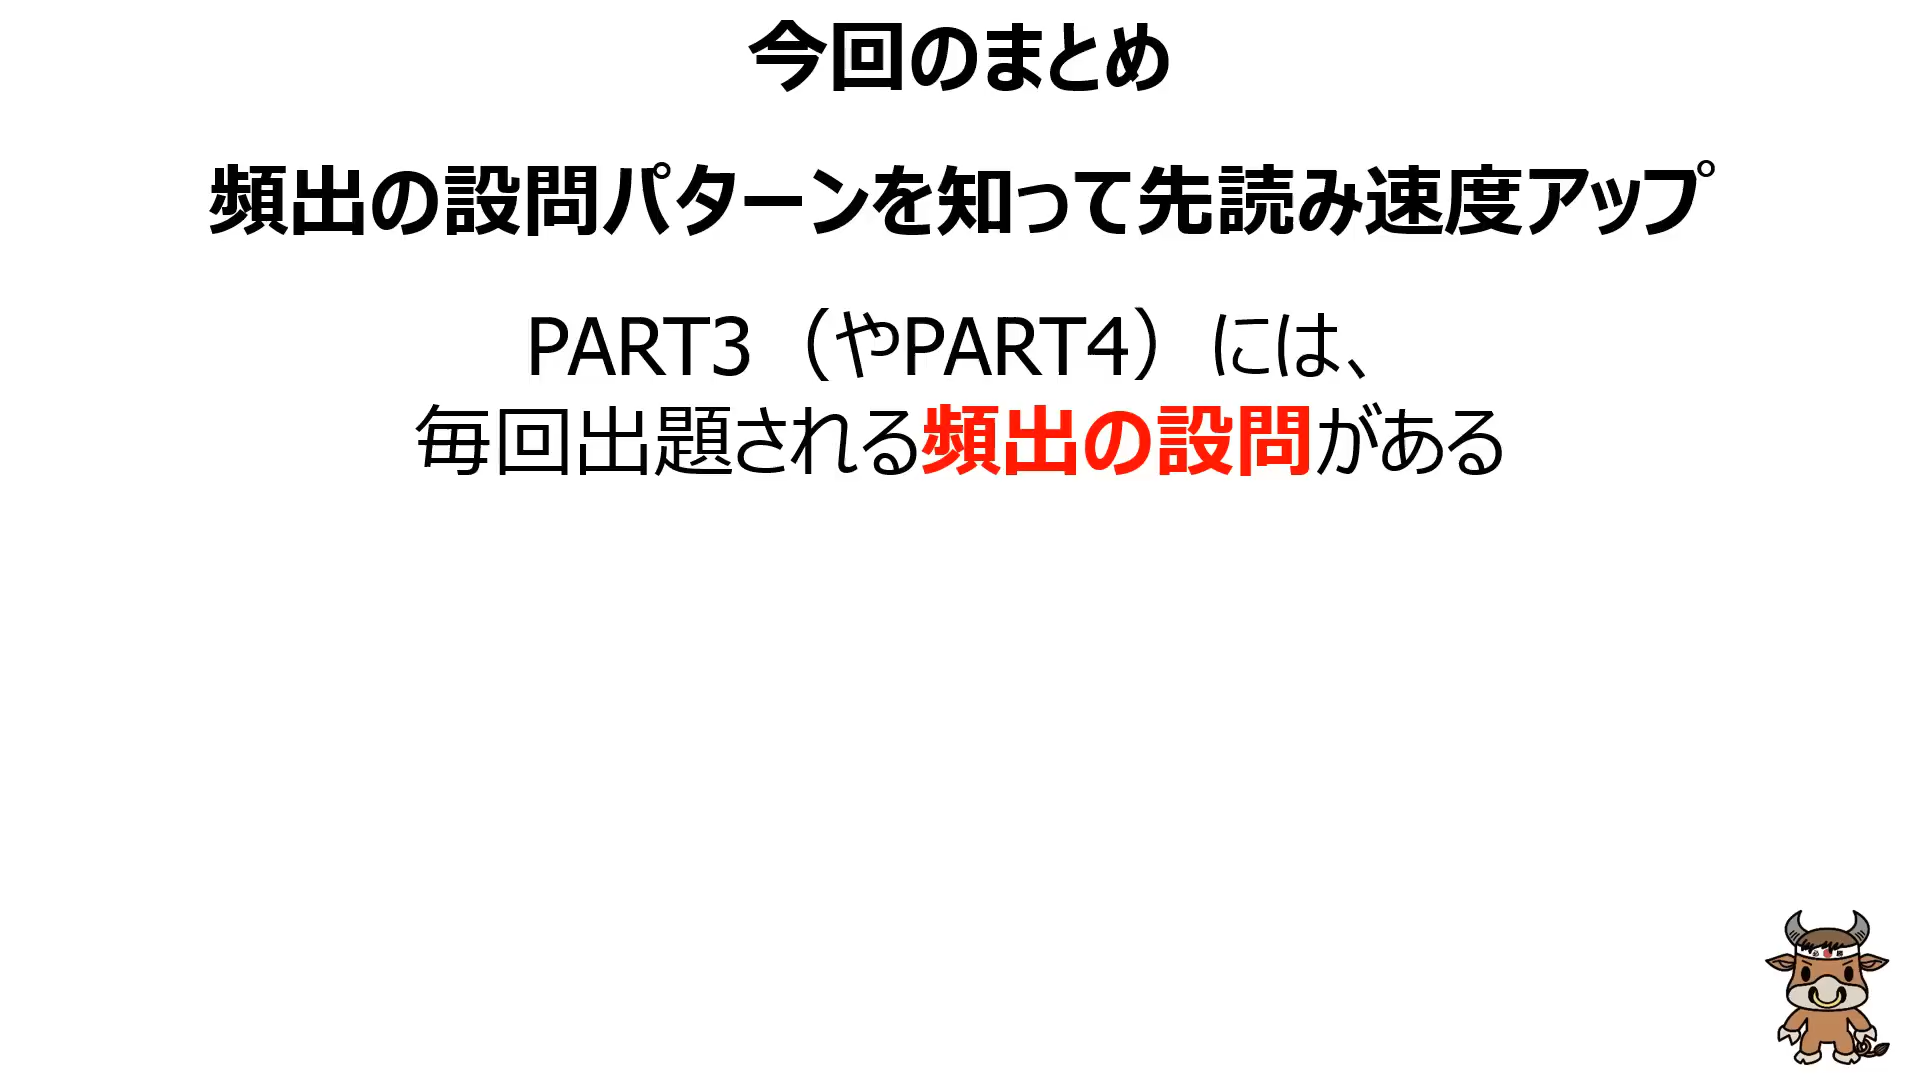 今回のまとめ
頻出の設問パターンを知って先読み速度アップ
PART3（やPART4）には、
毎回出題される頻出の設問がある
必 勝